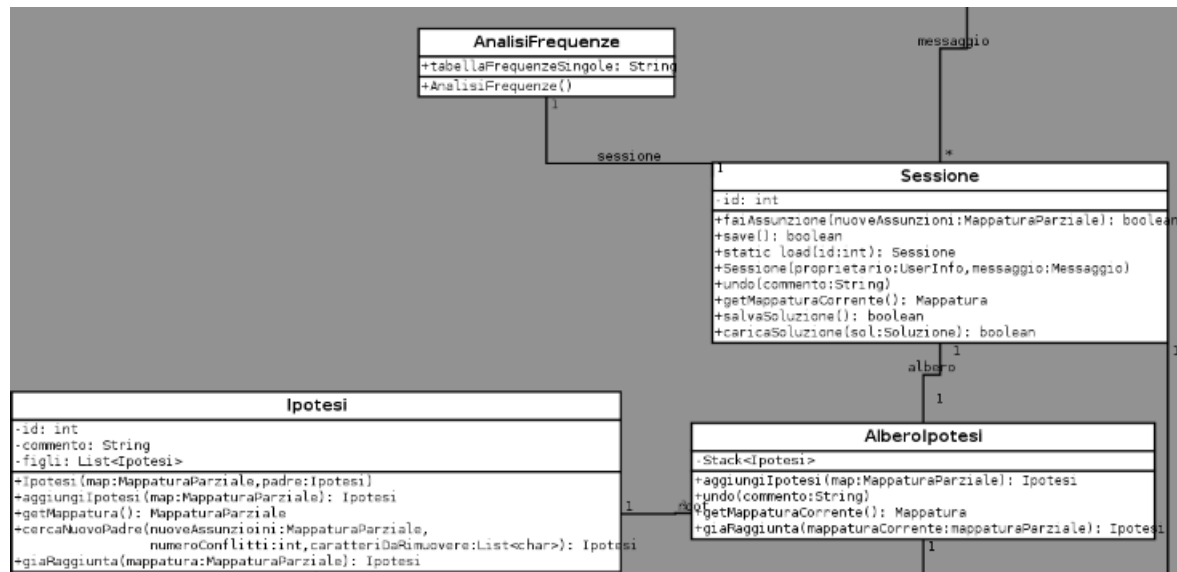 messaggio
AnalisiFrequenze
+tabellaFrequenzeSingole: String
+AnalisiFrequenze()
1
sessione
*
1
Sessione
-id: int
+faiAssunzione(nuoveAssunzioni:MappaturaParziale): boolean
+save(): boolean
+static load(id:int): Sessione
+Sessione(proprietario:UserInfo,messaggio:Messaggio)
+undo(commento:String)
+getMappaturaCorrente(): Mappatura
+salvaSoluzione(): boolean
+caricaSoluzione(sol:Soluzione): boolean
1
1
albero
1
Ipotesi
-id: int
-commento: String
-figli: List<Ipotesi>
+Ipotesi(map:MappaturaParziale,padre:Ipotesi)
+aggiungiIpotesi(map:MappaturaParziale): Ipotesi
+getMappatura(): MappaturaParziale
+cercaNuovoPadre(nuoveAssunzioini:MappaturaParziale,
numeroConflitti:int,caratteriDaRimuovere:List<char>): Ipotesi
+giaRaggiunta(mappatura:MappaturaParziale): Ipotesi
1
AlberoIpotesi
-Stack<Ipotesi>
+aggiungiIpotesi(map:MappaturaParziale): Ipotesi
+undo(commento:String)
+getMappaturaCorrente(): Mappatura
+giaRaggiunta(mappaturaCorrente:mappaturaParziale): Ipotesi
1